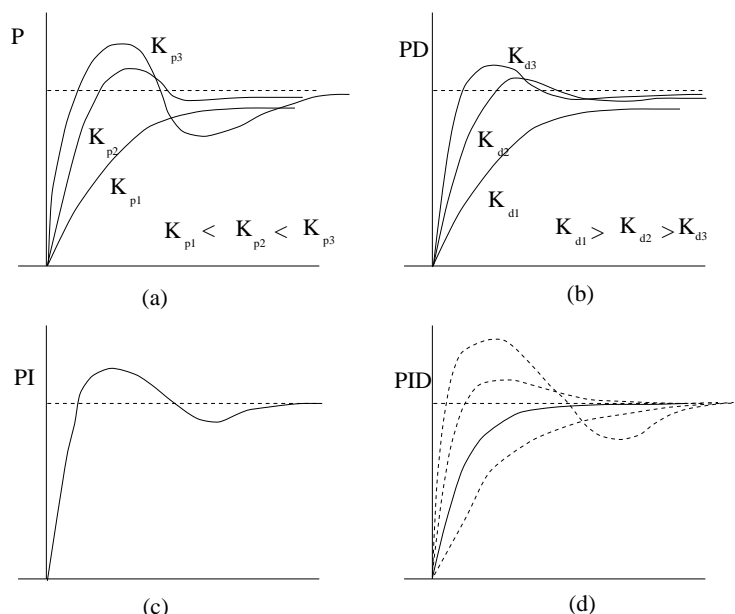 P
K p3
K p2
K p1
K p1 < K p2 < K p3
(a)
PD
K d3
K d2
K d1
K d1 > K d2 > K d3
(b)
PI
(c)
PID
(d)